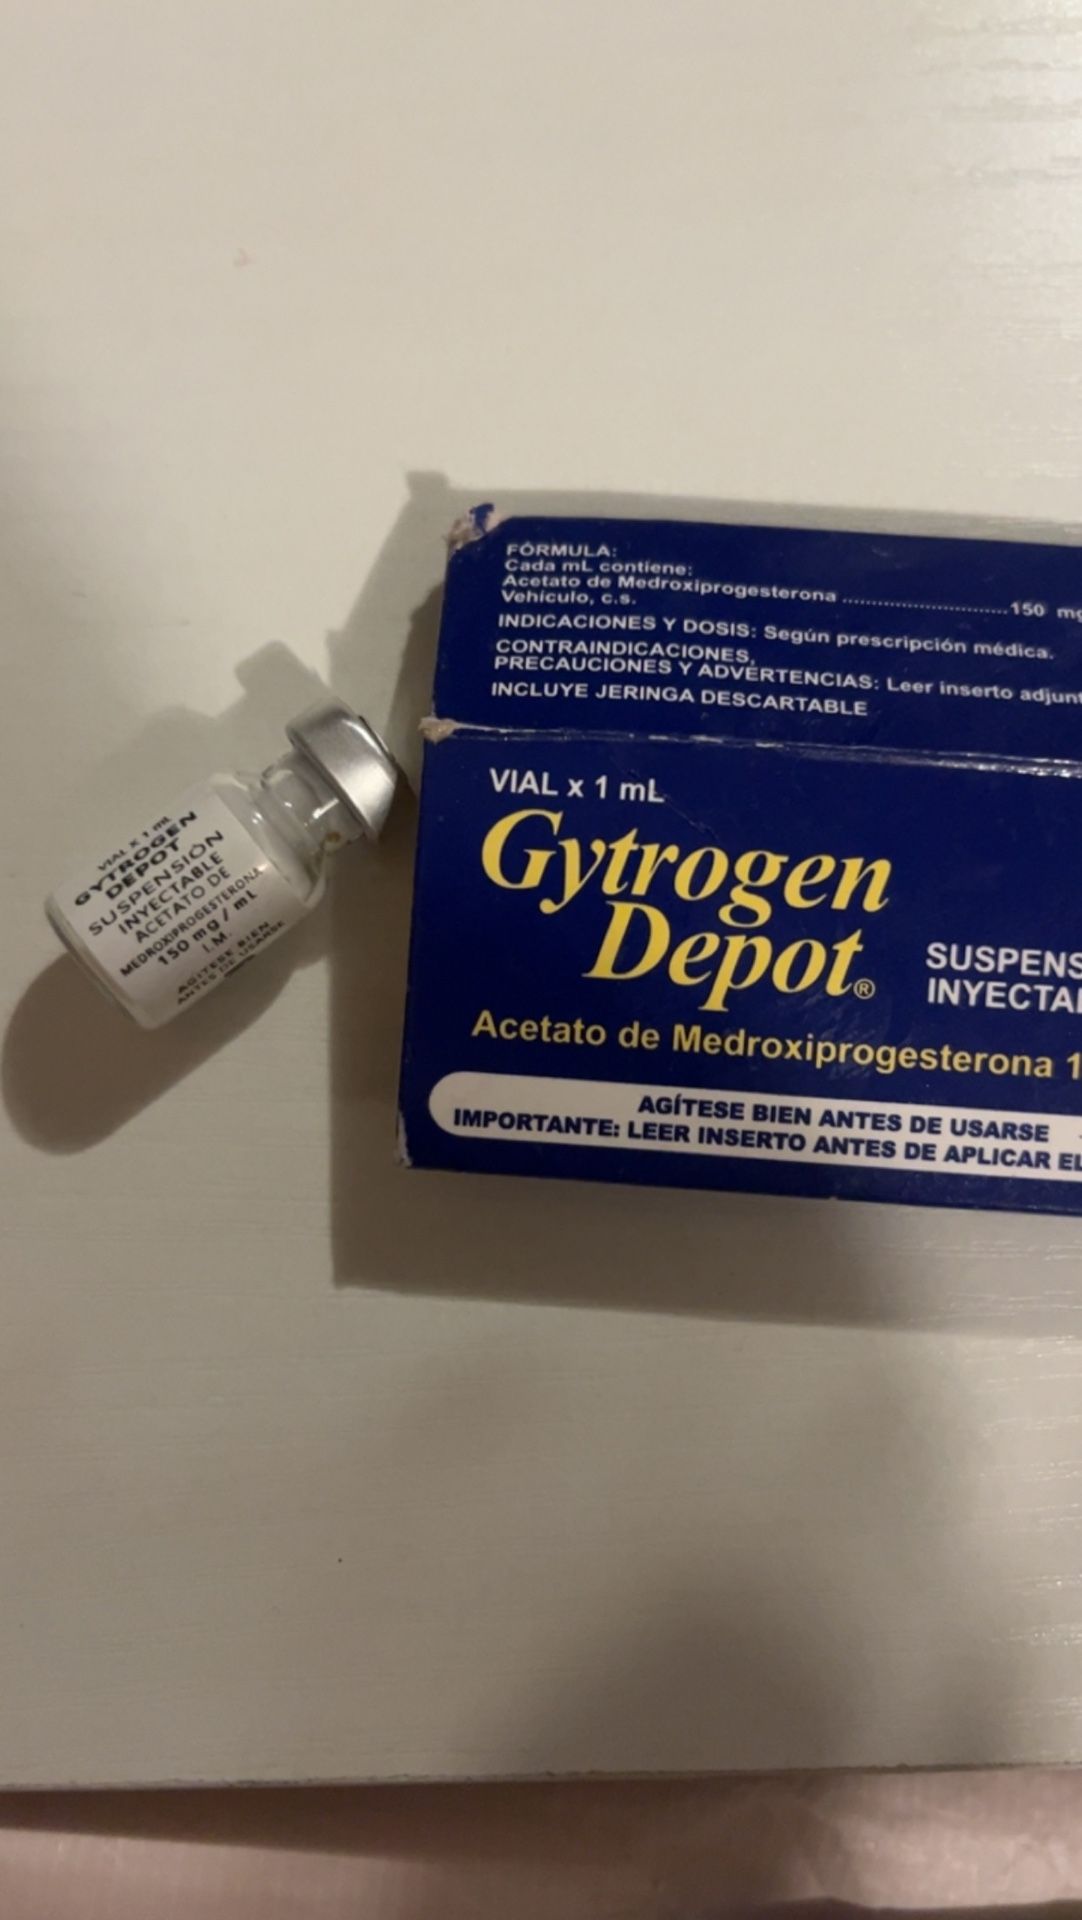 FÓRMULA:
Cada mL contiene:
Acetato de Medroxiprogesterona ............................150 mg
Vehículo, c.s.
INDICACIONES Y DOSIS: Según prescripción médica.
CONTRAINDICACIONES,
PRECAUCIONES Y ADVERTENCIAS: Leer inserto adjunt
INCLUYE JERINGA DESCARTABLE
VIAL x 1 mL
Gytrogen
Depot®
SUSPENS
INYECTA
Acetato de Medroxiprogesterona 1
AGÍTESE BIEN ANTES DE USARSE
IMPORTANTE: LEER INSERTO ANTES DE APLICAR EL
VIAL x 1 mL
GYTROGEN
DEPOT
SUSPENSIÓN
INYECTABLE
ACETATO DE
MEDROXIPROGESTERONA
150 mg / mL
I.M.
AGITESE BIEN
ANTES DE USARSE